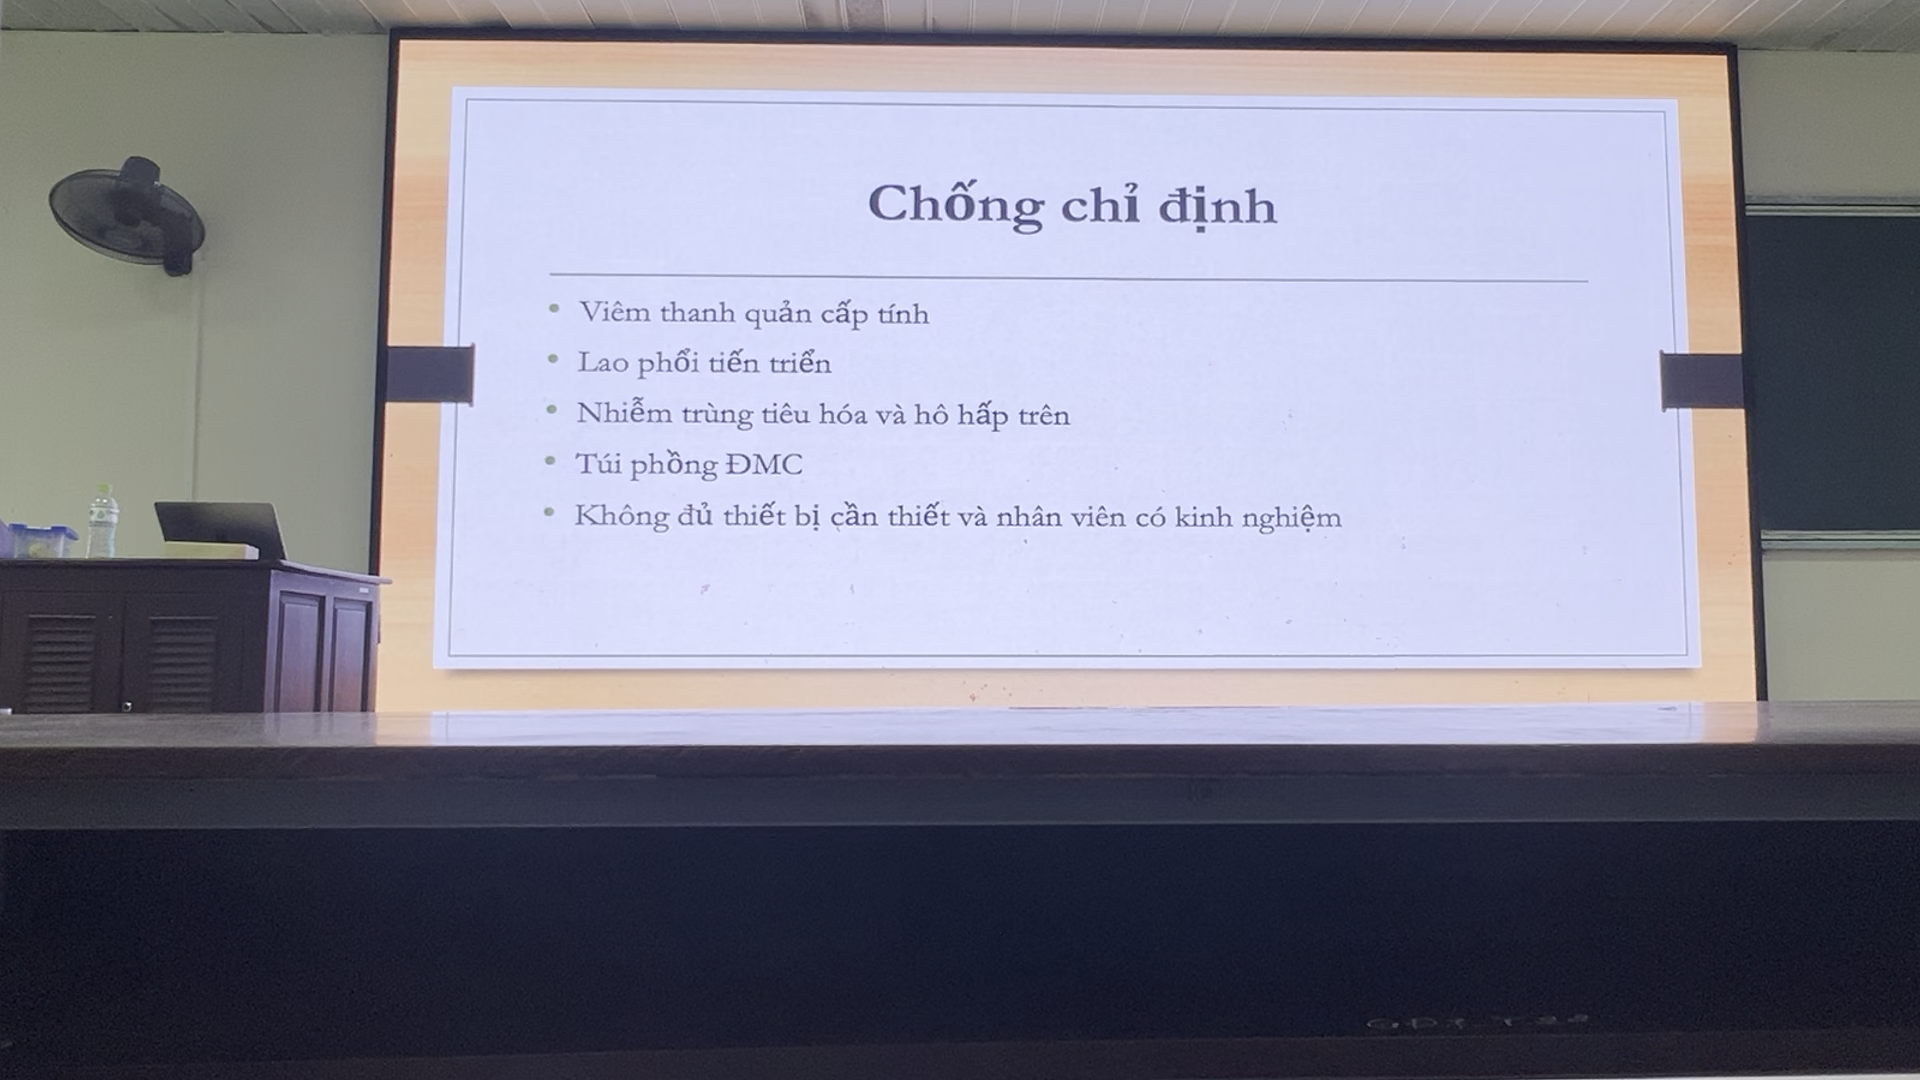 Chống chỉ định
• Viêm thanh quản cấp tính
• Lao phổi tiến triển
• Nhiễm trùng tiêu hóa và hô hấp trên
• Túi phồng ĐMC
• Không đủ thiết bị cần thiết và nhân viên có kinh nghiệm